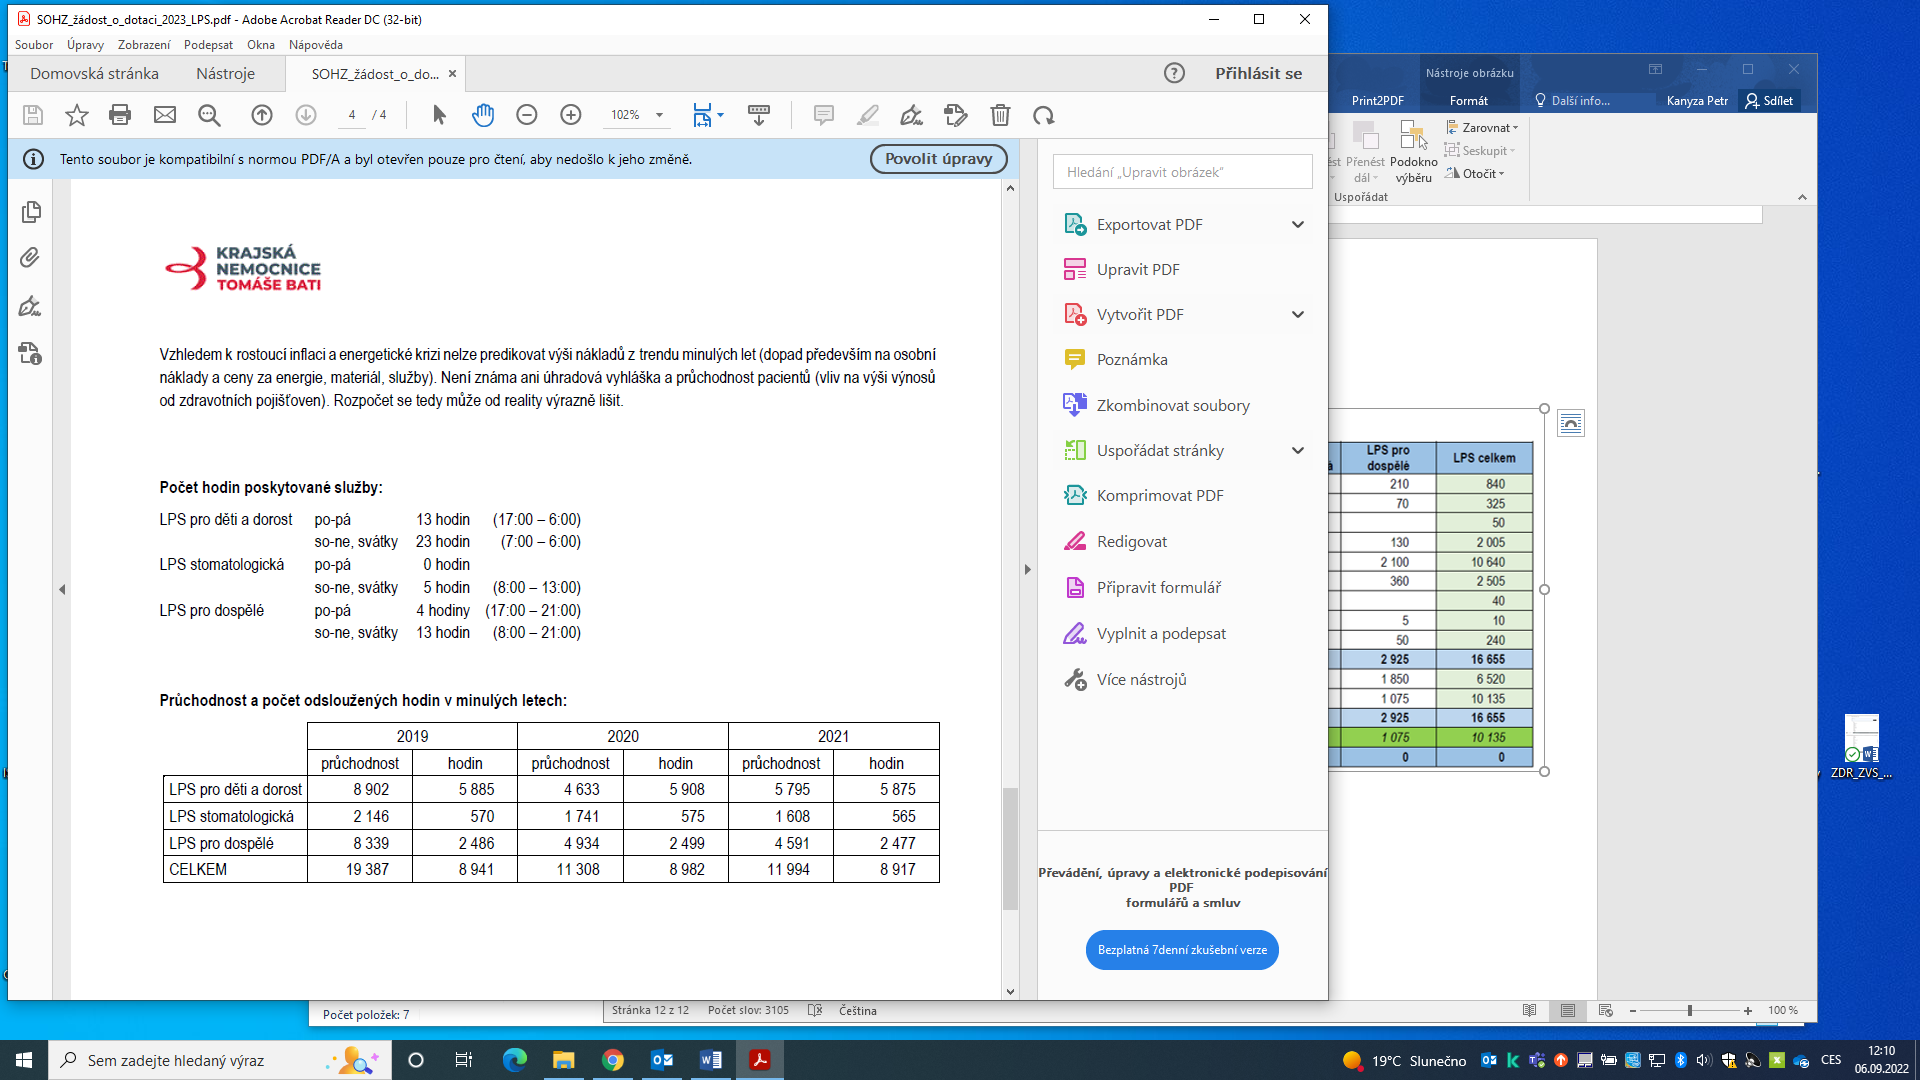 SOHZ_žádost_o_dotaci_2023_LPS.pdf - Adobe Acrobat Reader DC (32-bit)
Soubor Úpravy Zobrazení Podepsat Okna Nápověda
Domovská stránka Nástroje SOHZ_žádost_o_do... Přihlásit se
4 / 4 102%
Tento soubor je kompatibilní s normou PDF/A a byl otevřen pouze pro čtení, aby nedošlo k jeho změně. Povolit úpravy
KRAJSKÁ
NEMOCNICE
TOMÁŠE BATI
Vzhledem k rostoucí inflaci a energetické krizi nelze predikovat výši nákladů z trendu minulých let (dopad především na osobní
náklady a ceny za energie, materiál, služby). Není známa ani úhradová vyhláška a průchodnost pacientů (vliv na výši výnosů
od zdravotních pojišťoven). Rozpočet se tedy může od reality výrazně lišit.
Počet hodin poskytované služby:
LPS pro děti a dorost po-pá 13 hodin (17:00 – 6:00)
so-ne, svátky 23 hodin (7:00 – 6:00)
LPS stomatologická po-pá 0 hodin
so-ne, svátky 5 hodin (8:00 – 13:00)
LPS pro dospělé po-pá 4 hodiny (17:00 – 21:00)
so-ne, svátky 13 hodin (8:00 – 21:00)
Průchodnost a počet odsloužených hodin v minulých letech:
2019 2020 2021
průchodnost hodin průchodnost hodin průchodnost hodin
LPS pro děti a dorost 8 902 5 885 4 633 5 908 5 795 5 875
LPS stomatologická 2 146 570 1 741 575 1 608 565
LPS pro dospělé 8 339 2 486 4 934 2 499 4 591 2 477
CELKEM 19 387 8 941 11 308 8 982 11 994 8 917
Hledání „Upravit obrázek“
Exportovat PDF
Upravit PDF
Vytvořit PDF
Poznámka
Zkombinovat soubory
Uspořádat stránky
Komprimovat PDF
Redigovat
Připravit formulář
Vyplnit a podepsat
Více nástrojů
Převádění, úpravy a elektronické podepisování
PDF
formulářů a smluv
Bezplatná 7denní zkušební verze
Nástroje obrázku
Print2PDF Formát Další info... Kanyza Petr Sdílet
Přenést
dál
Podokno
výběru
Zarovnat
Seskupit
Otočit
Uspořádat
LPS pro
dospělé
LPS celkem
210 840
70 325
50
130 2 005
2 100 10 640
360 2 505
40
5 10
50 240
2 925 16 655
1 850 6 520
1 075 10 135
2 925 16 655
1 075 10 135
0 0
ZDR_ZVS_...
Počet položek: 7
Stránka 12 z 12 Počet slov: 3105 Čeština 100 %
Sem zadejte hledaný výraz
19°C Slunečno CES
12:10
06.09.2022